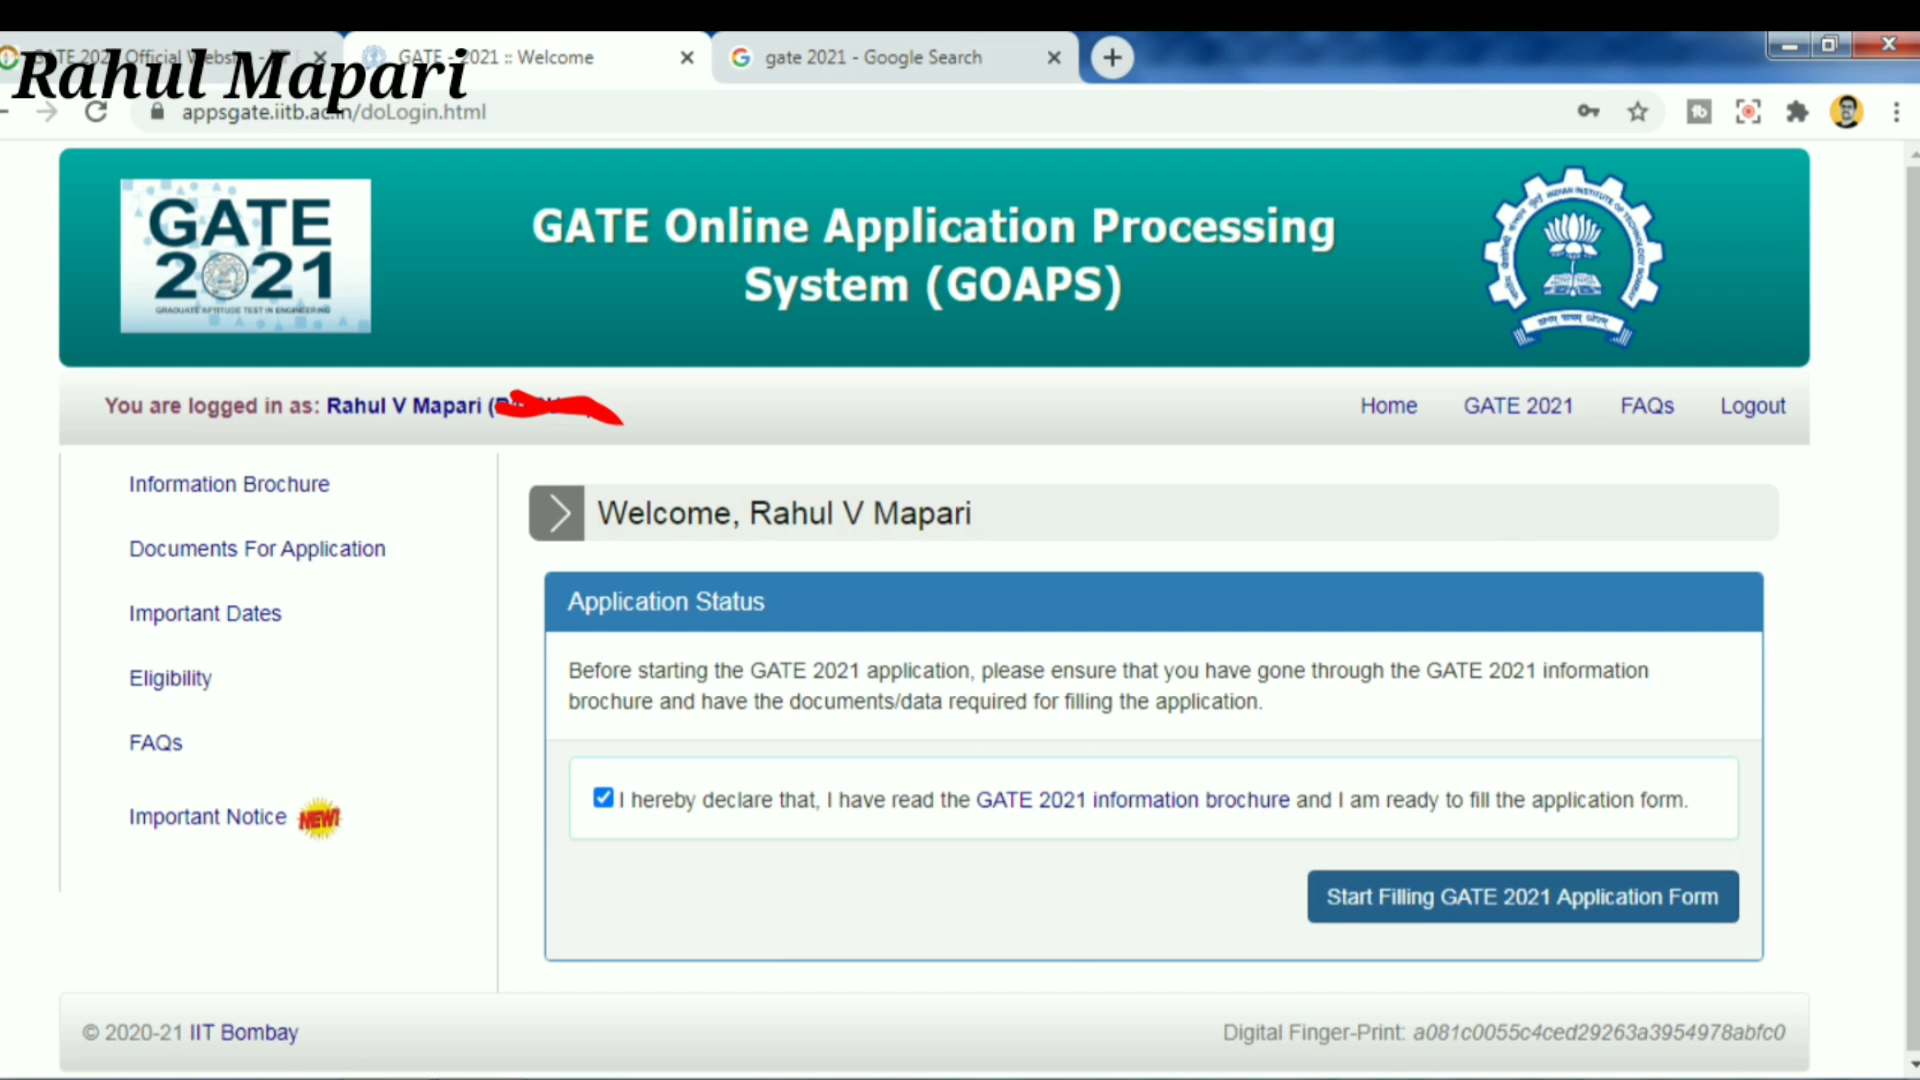 Rahul Mapari
GATE - 2021 :: Welcome
gate 2021 - Google Search
appsgate.iitb.ac.in/doLogin.html
GATE
2021
GRADUATE APTITUDE TEST IN ENGINEERING
GATE Online Application Processing
System (GOAPS)
You are logged in as: Rahul V Mapari (
Home
GATE 2021
FAQs
Logout
Information Brochure
Documents For Application
Important Dates
Eligibility
FAQs
Important Notice NEW!
Welcome, Rahul V Mapari
Application Status
Before starting the GATE 2021 application, please ensure that you have gone through the GATE 2021 information
brochure and have the documents/data required for filling the application.
I hereby declare that, I have read the GATE 2021 information brochure and I am ready to fill the application form.
Start Filling GATE 2021 Application Form
© 2020-21 IIT Bombay
Digital Finger-Print: a081c0055c4ced29263a3954978abfc0